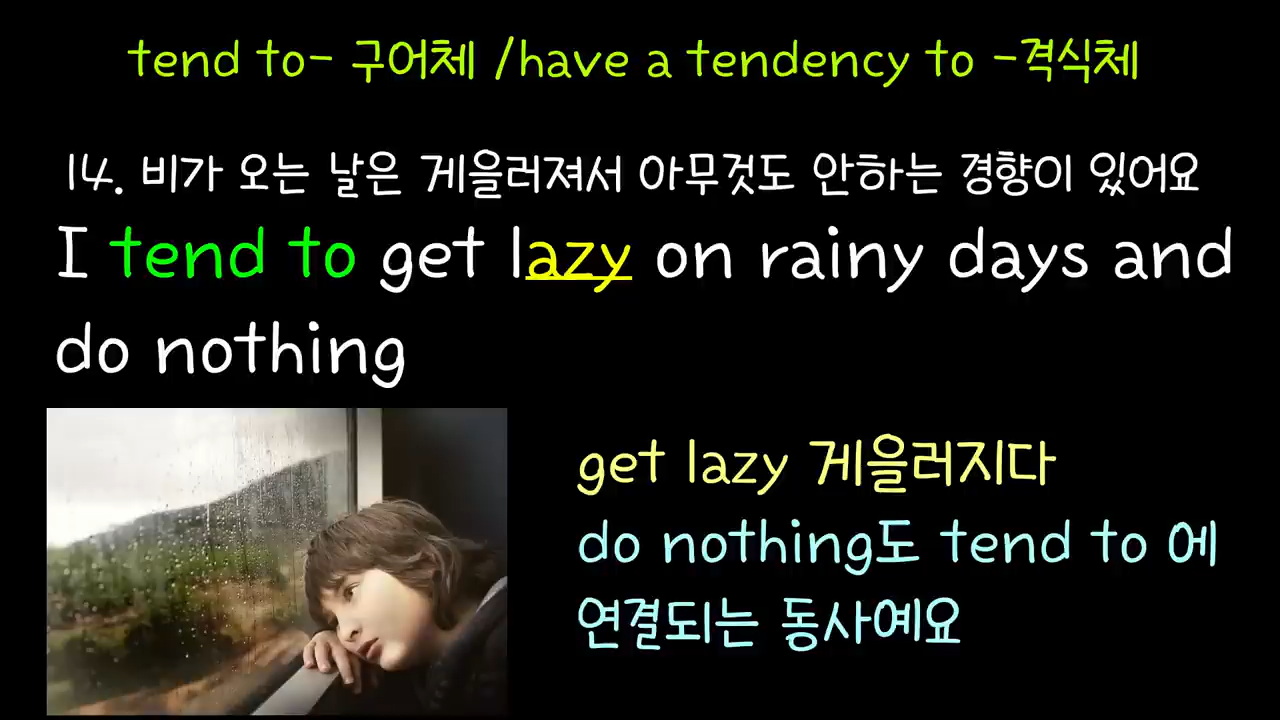 tend to- 구어체 /have a tendency to -격식체
14. 비가 오는 날은 게을러져서 아무것도 안하는 경향이 있어요
I tend to get lazy on rainy days and
do nothing
get lazy 게을러지다
do nothing도 tend to 에
연결되는 동사예요